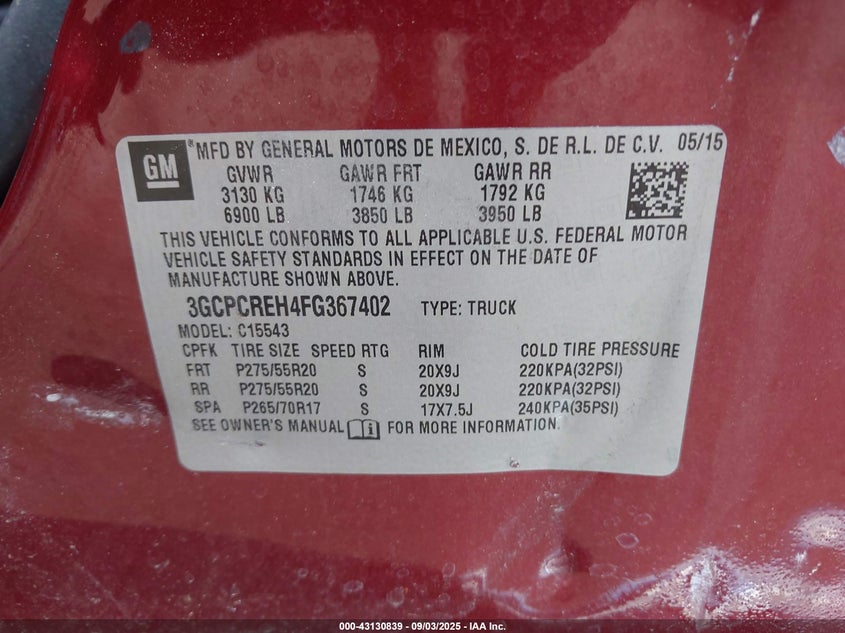 GM
®MFD BY GENERAL MOTORS DE MEXICO, S. DE R.L. DE C.V. 05/15
GVWR GAWR FRT GAWR RR
3130 KG 1746 KG 1792 KG
6900 LB 3850 LB 3950 LB
THIS VEHICLE CONFORMS TO ALL APPLICABLE U.S. FEDERAL MOTOR
VEHICLE SAFETY STANDARDS IN EFFECT ON THE DATE OF
MANUFACTURE SHOWN ABOVE.
3GCPCREH4FG367402 TYPE: TRUCK
MODEL: C15543
CPFK TIRE SIZE SPEED RTG RIM COLD TIRE PRESSURE
FRT P275/55R20 S 20X9J 220KPA(32PSI)
RR P275/55R20 S 20X9J 220KPA(32PSI)
SPA P265/70R17 S 17X7.5J 240KPA(35PSI)
SEE OWNER'S MANUAL i FOR MORE INFORMATION.
000-43130839 - 09/03/2025 - IAA Inc.